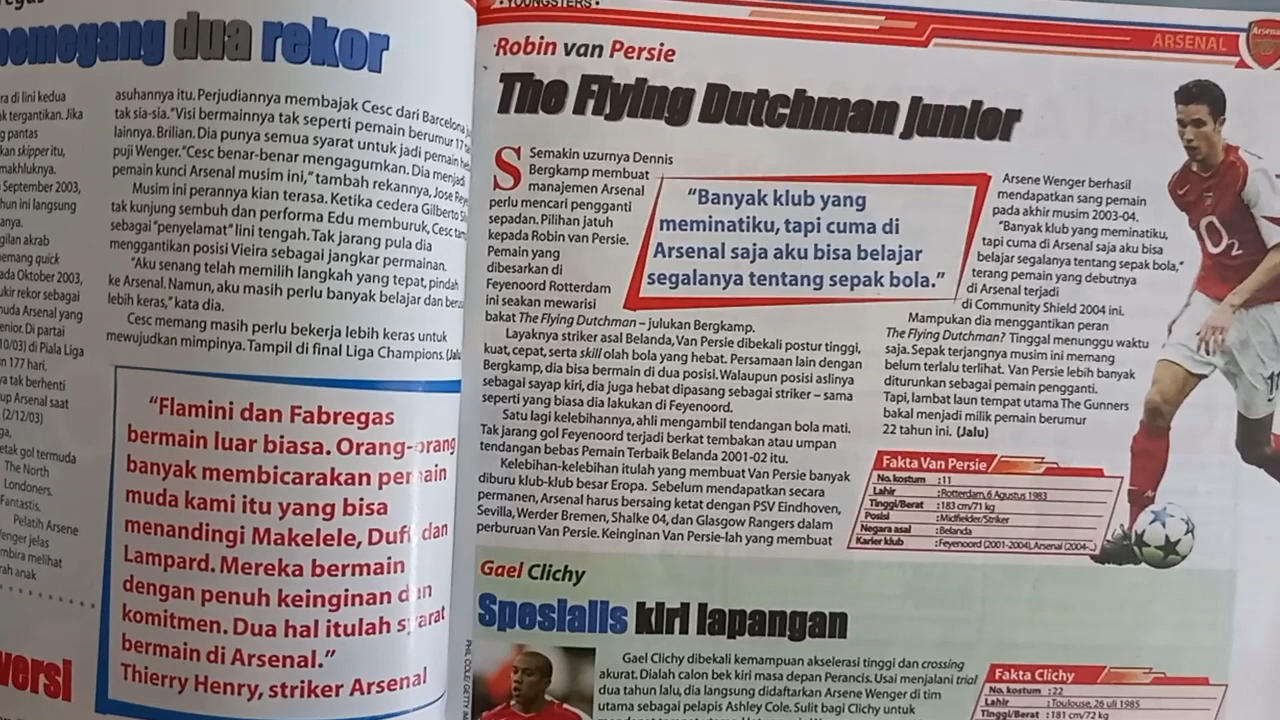 pemegang dua rekor
ra di lini kedua
ak tergantikan. Jika
g pantas
kan skipper itu,
makhluknya.
September 2003,
hun ini langsung
anya.
gilan akrab
emang quick
ada Oktober 2003,
ukir rekor sebagai
uda Arsenal yang
enior. Di partai
10/03) di Piala Liga
n 177 hari.
ya tak berhenti
up Arsenal saat
(2/12/03)
ga,
etak gol termuda
The North
Londoners.
Fantastis.
Pelatih Arsene
enger jelas
mbira melihat
rah anak
versi
asuhannya itu. Perjudiannya membajak Cesc dari Barcelona
tak sia-sia. "Visi bermainnya tak seperti pemain berumur 17
lainnya. Brilian. Dia punya semua syarat untuk jadi pemain
puji Wenger. "Cesc benar-benar mengagumkan. Dia menjadi
pemain kunci Arsenal musim ini," tambah rekannya, Jose
Musim ini perannya kian terasa. Ketika cedera Gilberto
tak kunjung sembuh dan performa Edu memburuk, Cesc
sebagai "penyelamat" lini tengah. Tak jarang pula dia
menggantikan posisi Vieira sebagai jangkar permainan.
"Aku senang telah memilih langkah yang tepat, pindah
ke Arsenal. Namun, aku masih perlu banyak belajar dan
lebih keras," kata dia.
Cesc memang masih perlu bekerja lebih keras untuk
mewujudkan mimpinya. Tampil di final Liga Champions. (Jalu
"Flamini dan Fabregas
bermain luar biasa. Orang-orang
banyak membicarakan pemain
muda kami itu yang bisa
menandingi Makelele, Duff dan
Lampard. Mereka bermain
dengan penuh keinginan dan
komitmen. Dua hal itulah syarat
bermain di Arsenal."
Thierry Henry, striker Arsenal
• YOUNGSTERS •
ARSENAL
Arsenal
Robin van Persie
The Flying Dutchman Junior
S Semakin uzurnya Dennis
Bergkamp membuat
manajemen Arsenal
perlu mencari pengganti
sepadan. Pilihan jatuh
kepada Robin van Persie.
Pemain yang
dibesarkan di
Feyenoord Rotterdam
ini seakan mewarisi
bakat The Flying Dutchman – julukan Bergkamp.
Layaknya striker asal Belanda, Van Persie dibekali postur tinggi,
kuat, cepat, serta skill olah bola yang hebat. Persamaan lain dengan
Bergkamp, dia bisa bermain di dua posisi. Walaupun posisi aslinya
sebagai sayap kiri, dia juga hebat dipasang sebagai striker – sama
seperti yang biasa dia lakukan di Feyenoord.
Satu lagi kelebihannya, ahli mengambil tendangan bola mati.
Tak jarang gol Feyenoord terjadi berkat tembakan atau umpan
tendangan bebas Pemain Terbaik Belanda 2001-02 itu.
Kelebihan-kelebihan itulah yang membuat Van Persie banyak
diburu klub-klub besar Eropa. Sebelum mendapatkan secara
permanen, Arsenal harus bersaing ketat dengan PSV Eindhoven,
Sevilla, Werder Bremen, Shalke 04, dan Glasgow Rangers dalam
perburuan Van Persie. Keinginan Van Persie-lah yang membuat
"Banyak klub yang
meminatiku, tapi cuma di
Arsenal saja aku bisa belajar
segalanya tentang sepak bola."
Arsene Wenger berhasil
mendapatkan sang pemain
pada akhir musim 2003-04.
"Banyak klub yang meminatiku,
tapi cuma di Arsenal saja aku bisa
belajar segalanya tentang sepak bola,"
terang pemain yang debutnya
di Arsenal terjadi
di Community Shield 2004 ini.
Mampukan dia menggantikan peran
The Flying Dutchman? Tinggal menunggu waktu
saja. Sepak terjangnya musim ini memang
belum terlalu terlihat. Van Persie lebih banyak
diturunkan sebagai pemain pengganti.
Tapi, lambat laun tempat utama The Gunners
bakal menjadi milik pemain berumur
22 tahun ini. (Jalu)
O2
11
Fakta Van Persie
No. kostum : 11
Lahir : Rotterdam, 6 Agustus 1983
Tinggi/Berat : 183 cm/71 kg
Posisi : Midfielder/Striker
Negara asal : Belanda
Karier klub : Feyenoord (2001-2004), Arsenal (2004-...)
Gael Clichy
Spesialis kiri lapangan
Gael Clichy dibekali kemampuan akselerasi tinggi dan crossing
akurat. Dialah calon bek kiri masa depan Perancis. Usai menjalani trial
dua tahun lalu, dia langsung didaftarkan Arsene Wenger di tim
utama sebagai pelapis Ashley Cole. Sulit bagi Clichy untuk
Fakta Clichy
No. kostum : 22
Lahir : Toulouse, 26 uli 1985
Tinggi/Berat : 181 cm/72 kg
PHIL COLE/ GETTY